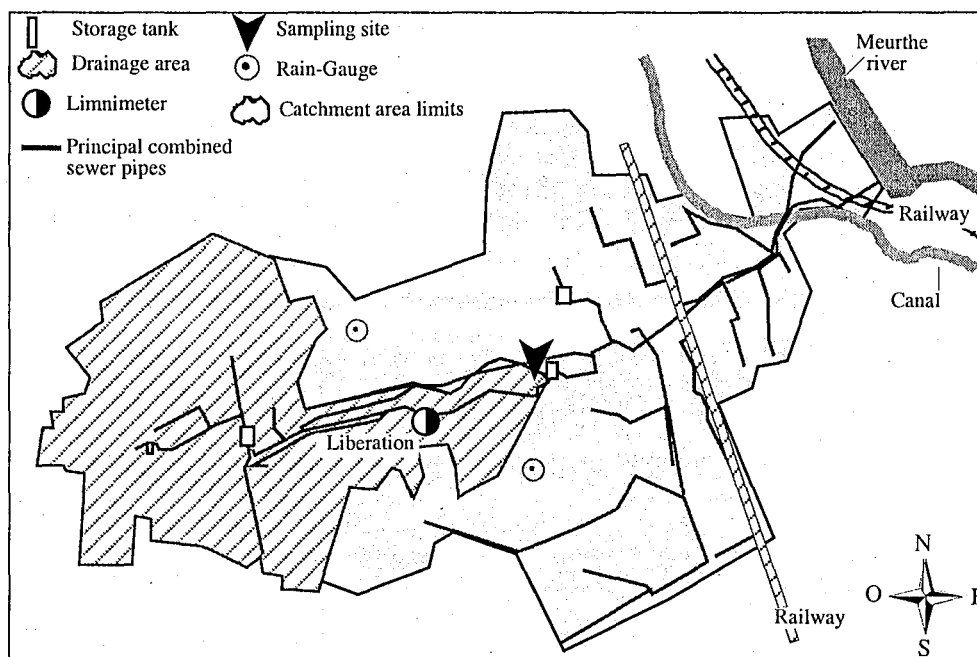 Storage tank
Drainage area
Limnimeter
Principal combined
sewer pipes
Sampling site
Rain-Gauge
Catchment area limits
Meurthe
river
Railway
Canal
Liberation
Railway
N
O
E
S